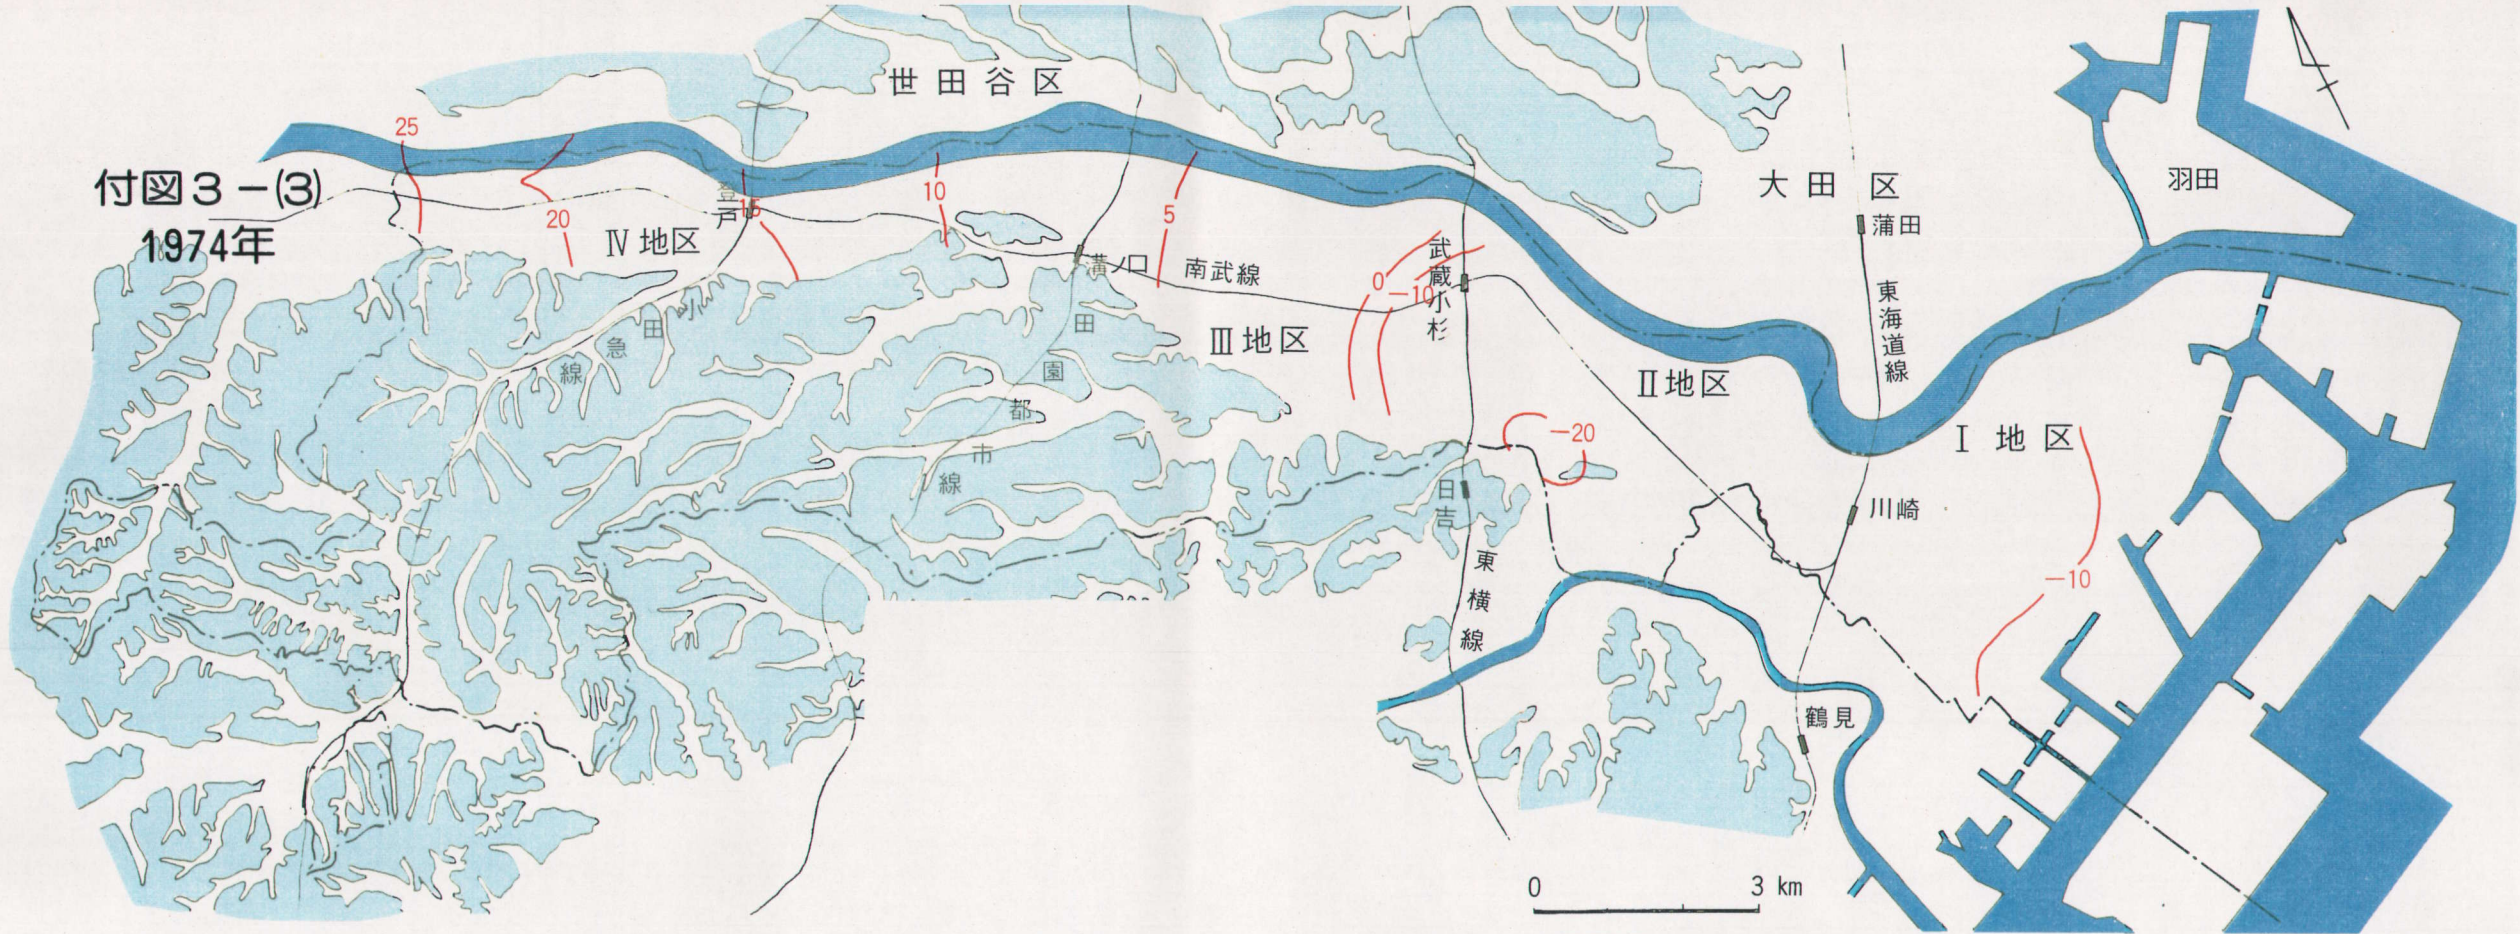 付図3-(3)
1974年
世田谷区
大田区
羽田
蒲田
東海道線
25
20
15
10
5
0
-10
-20
-10
登戸
Ⅳ地区
溝ノ口
南武線
武蔵小杉
Ⅲ地区
Ⅱ地区
Ⅰ地区
小田急線
田園都市線
日吉
東横線
川崎
鶴見
0 3 km